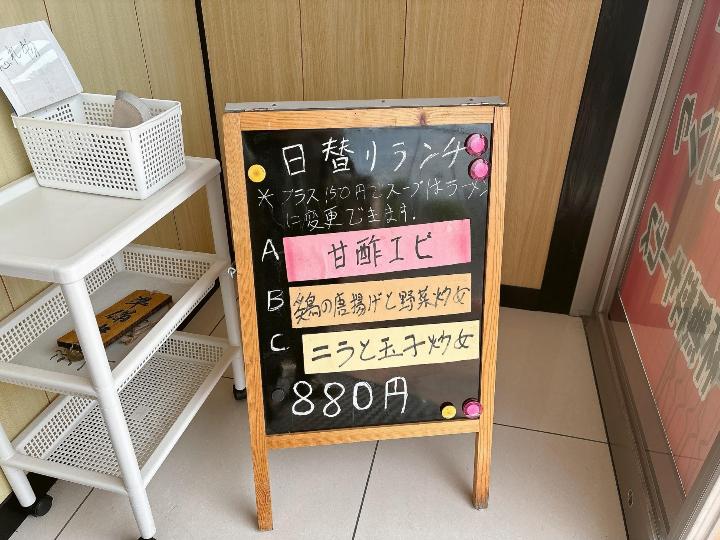 日替りランチ
* プラス150円でスープはラーメン
に変更できます.
A 甘酢エビ
B 鶏の唐揚げと野菜炒め
C. ニラと玉子炒め
880円